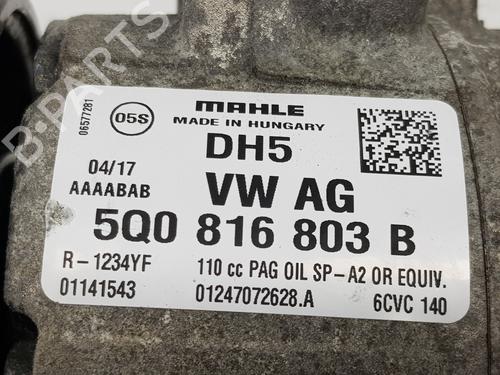 06577281
05S
MAHLE
MADE IN HUNGARY
DH5
04/17
AAAABAB
VW AG
5Q0 816 803 B
R-1234YF
110 cc PAG OIL SP-A2 OR EQUIV.
01141543
01247072628.A
6CVC 140
B-PARTS